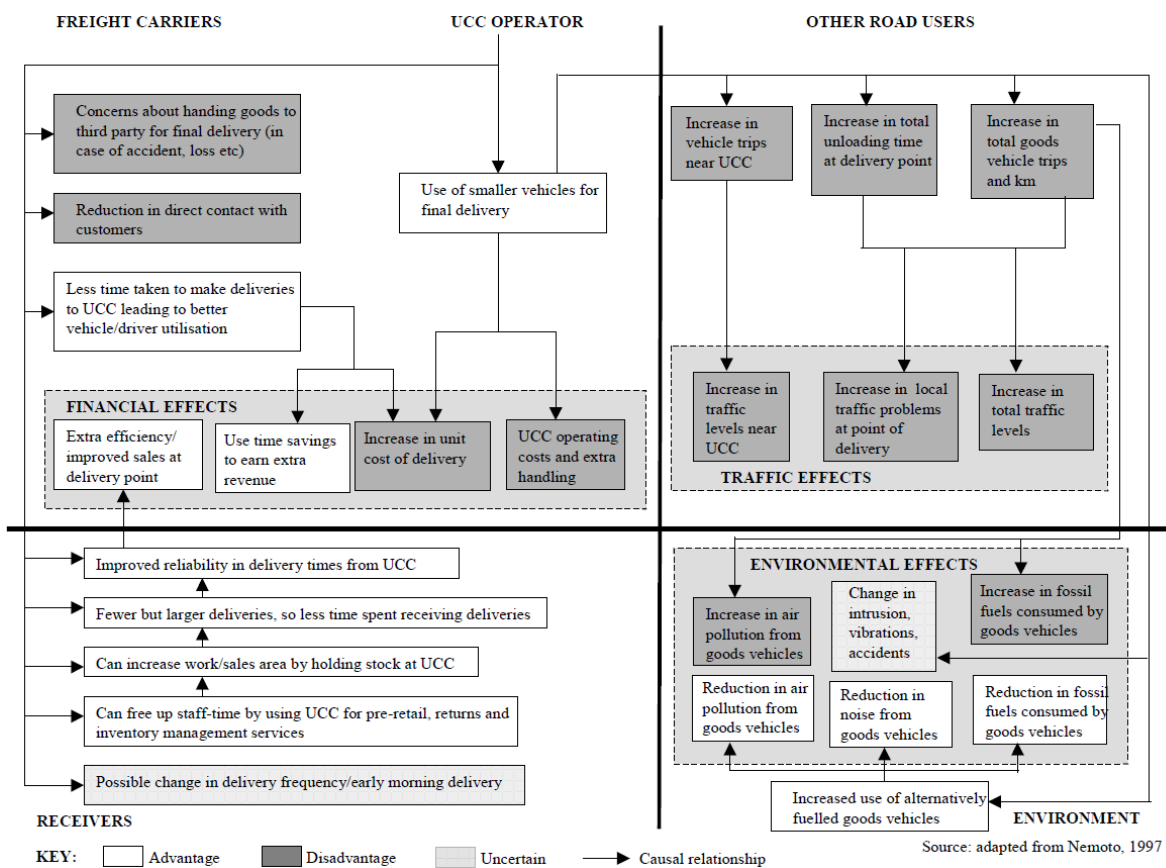 FREIGHT CARRIERS
UCC OPERATOR
OTHER ROAD USERS
Concerns about handing goods to
third party for final delivery (in
case of accident, loss etc)
Reduction in direct contact with
customers
Less time taken to make deliveries
to UCC leading to better
vehicle/driver utilisation
Use of smaller vehicles for
final delivery
Increase in
vehicle trips
near UCC
Increase in total
unloading time
at delivery point
Increase in
total goods
vehicle trips
and km
FINANCIAL EFFECTS
Extra efficiency/
improved sales at
delivery point
Use time savings
to earn extra
revenue
Increase in unit
cost of delivery
UCC operating
costs and extra
handling
Increase in
traffic
levels near
UCC
Increase in local
traffic problems
at point of
delivery
Increase in
total traffic
levels
TRAFFIC EFFECTS
Improved reliability in delivery times from UCC
Fewer but larger deliveries, so less time spent receiving deliveries
Can increase work/sales area by holding stock at UCC
Can free up staff-time by using UCC for pre-retail, returns and
inventory management services
Possible change in delivery frequency/early morning delivery
RECEIVERS
ENVIRONMENTAL EFFECTS
Increase in air
pollution from
goods vehicles
Change in
intrusion,
vibrations,
accidents
Increase in fossil
fuels consumed by
goods vehicles
Reduction in air
pollution from
goods vehicles
Reduction in
noise from
goods vehicles
Reduction in fossil
fuels consumed by
goods vehicles
Increased use of alternatively
fuelled goods vehicles
ENVIRONMENT
KEY:
Advantage
Disadvantage
Uncertain
Causal relationship
Source: adapted from Nemoto, 1997